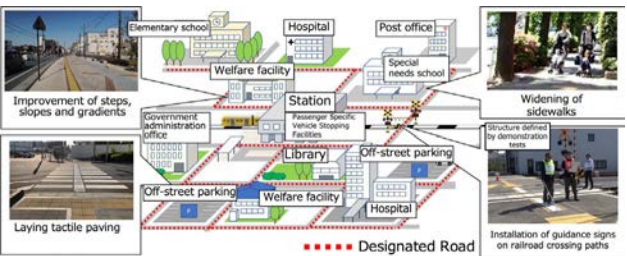 Elementary school
Hospital
Post office
Welfare facility
Special
needs school
Improvement of steps,
slopes and gradients
Widening of
sidewalks
Station
Passenger Specific
Vehicle Stopping
Facilities
Government
administration
office
Structure defined
by demonstration
tests
Library
Off-street parking
Off-street parking
P
P
Welfare facility
Hospital
Laying tactile paving
Installation of guidance signs
on railroad crossing paths
Designated Road